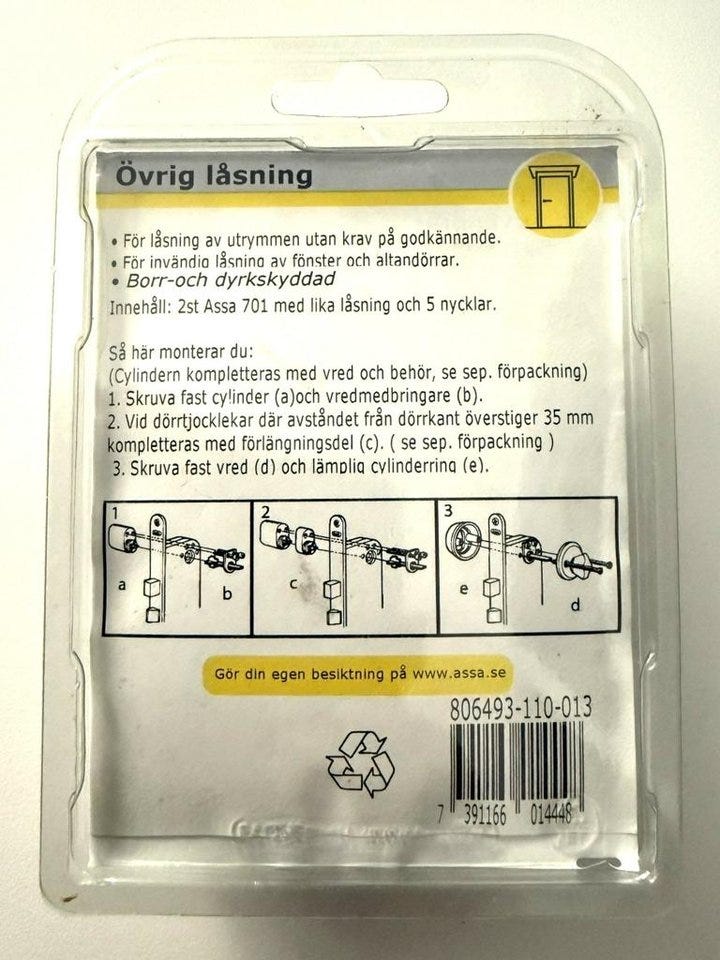 Övrig låsning
• För låsning av utrymmen utan krav på godkännande.
• För invändig låsning av fönster och altandörrar.
• Borr-och dyrkskyddad
Innehåll: 2st Assa 701 med lika låsning och 5 nycklar.
Så här monterar du:
(Cylindern kompletteras med vred och behör, se sep. förpackning)
1. Skruva fast cylinder (a)och vredmedbringare (b).
2. Vid dörrtjocklekar där avståndet från dörrkant överstiger 35 mm
kompletteras med förlängningsdel (c). ( se sep. förpackning )
3. Skruva fast vred (d) och lämplig cylinderring (e).
1
a
b
2
c
3
e
d
Gör din egen besiktning på www.assa.se
806493-110-013
7 391166 014448